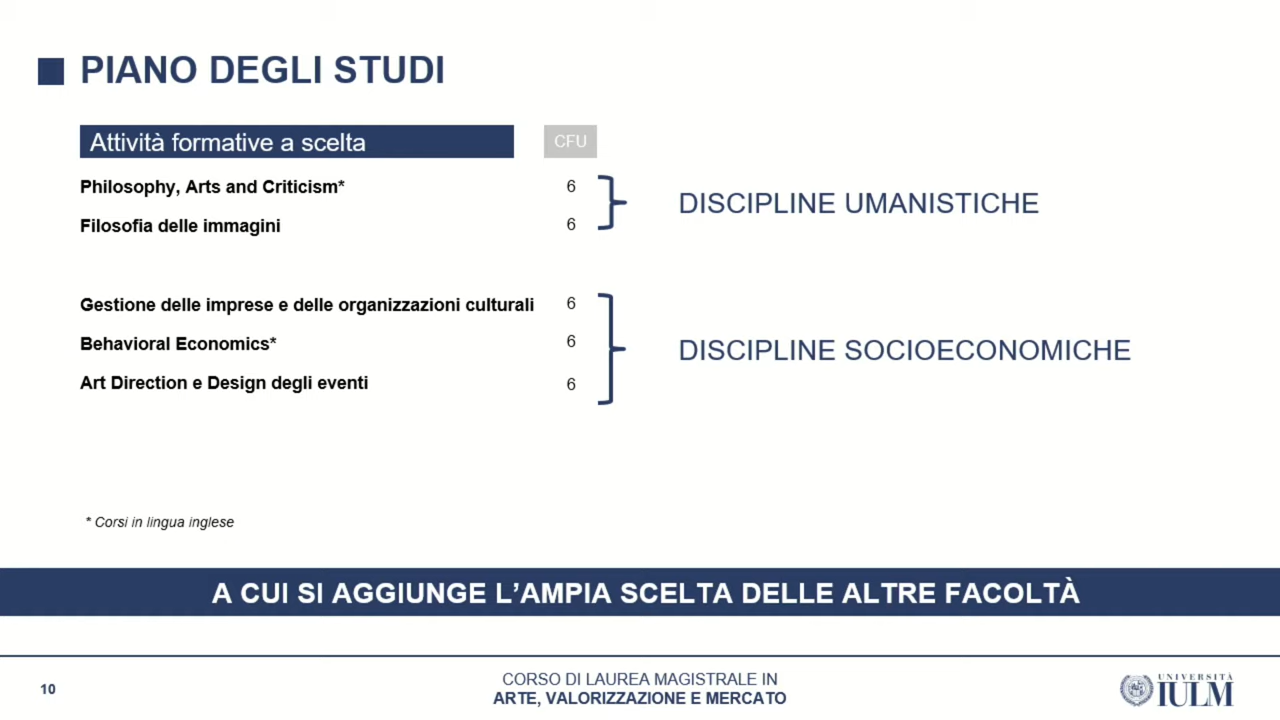 PIANO DEGLI STUDI
Attività formative a scelta CFU
Philosophy, Arts and Criticism* 6
Filosofia delle immagini 6
DISCIPLINE UMANISTICHE
Gestione delle imprese e delle organizzazioni culturali 6
Behavioral Economics* 6
Art Direction e Design degli eventi 6
DISCIPLINE SOCIOECONOMICHE
* Corsi in lingua inglese
A CUI SI AGGIUNGE L’AMPIA SCELTA DELLE ALTRE FACOLTÀ
10
CORSO DI LAUREA MAGISTRALE IN
ARTE, VALORIZZAZIONE E MERCATO
UNIVERSITÀ
IULM